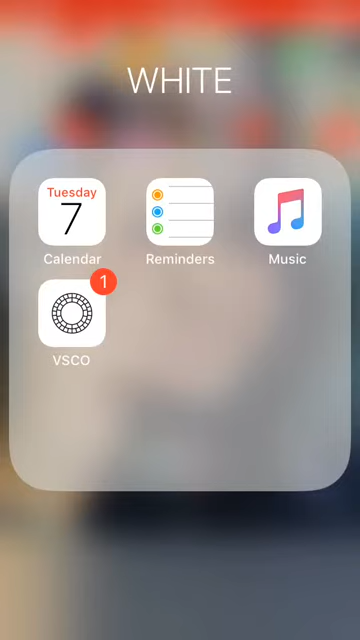 WHITE
Tuesday
7
Calendar
Reminders
Music
1
VSCO